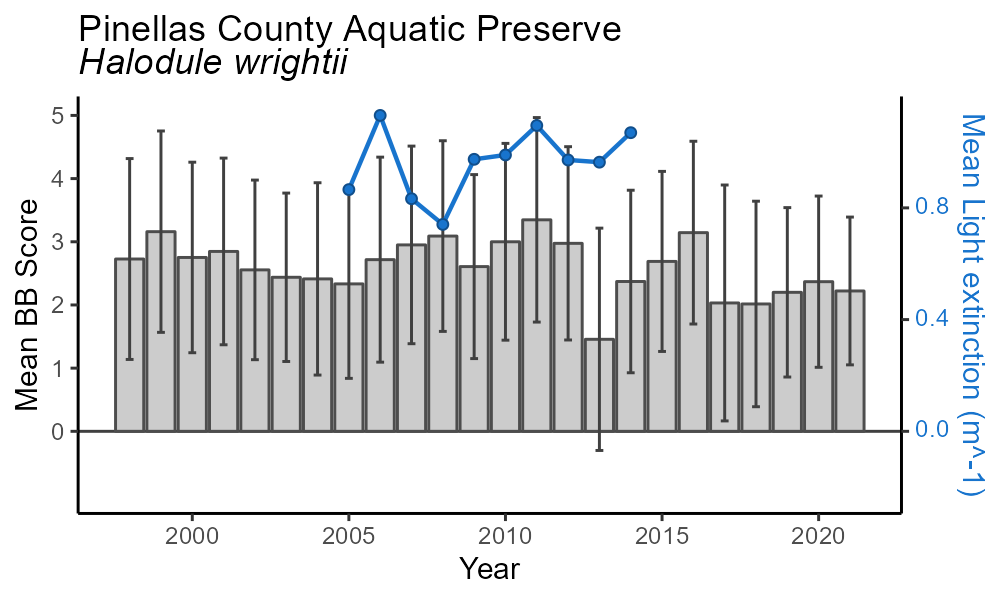 Pinellas County Aquatic Preserve
Halodule wrightii
Mean BB Score
5
4
3
2
1
0
0.8
0.4
0.0
Mean Light extinction (m^-1)
2000
2005
2010
2015
2020
Year